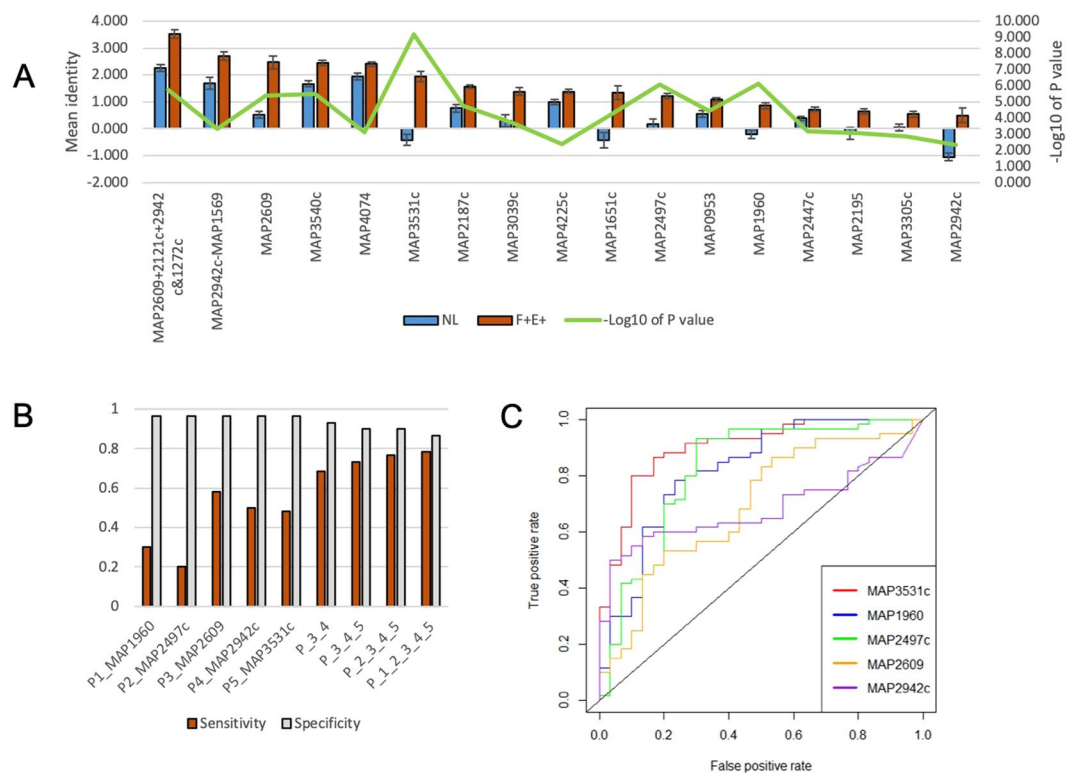 A
Mean identity
4.000
3.000
2.000
1.000
0.000
-1.000
-2.000
10.000
9.000
8.000
7.000
6.000
5.000
4.000
3.000
2.000
1.000
0.000
-Log10 of P value
MAP2609+2121c+2942
c&1272c
MAP2942c-MAP1569
MAP2609
MAP3540c
MAP4074
MAP3531c
MAP2187c
MAP3039c
MAP4225c
MAP1651c
MAP2497c
MAP0953
MAP1960
MAP2447c
MAP2195
MAP3305c
MAP2942c
NL F+E+ -Log10 of P value
B
1
0.8
0.6
0.4
0.2
0
P1_MAP1960
P2_MAP2497c
P3_MAP2609
P4_MAP2942c
P5_MAP3531c
P_3_4
P_3_4_5
P_2_3_4_5
P_1_2_3_4_5
Sensitivity Specificity
C
True positive rate
1.0
0.8
0.6
0.4
0.2
0.0
0.0 0.2 0.4 0.6 0.8 1.0
False positive rate
MAP3531c
MAP1960
MAP2497c
MAP2609
MAP2942c